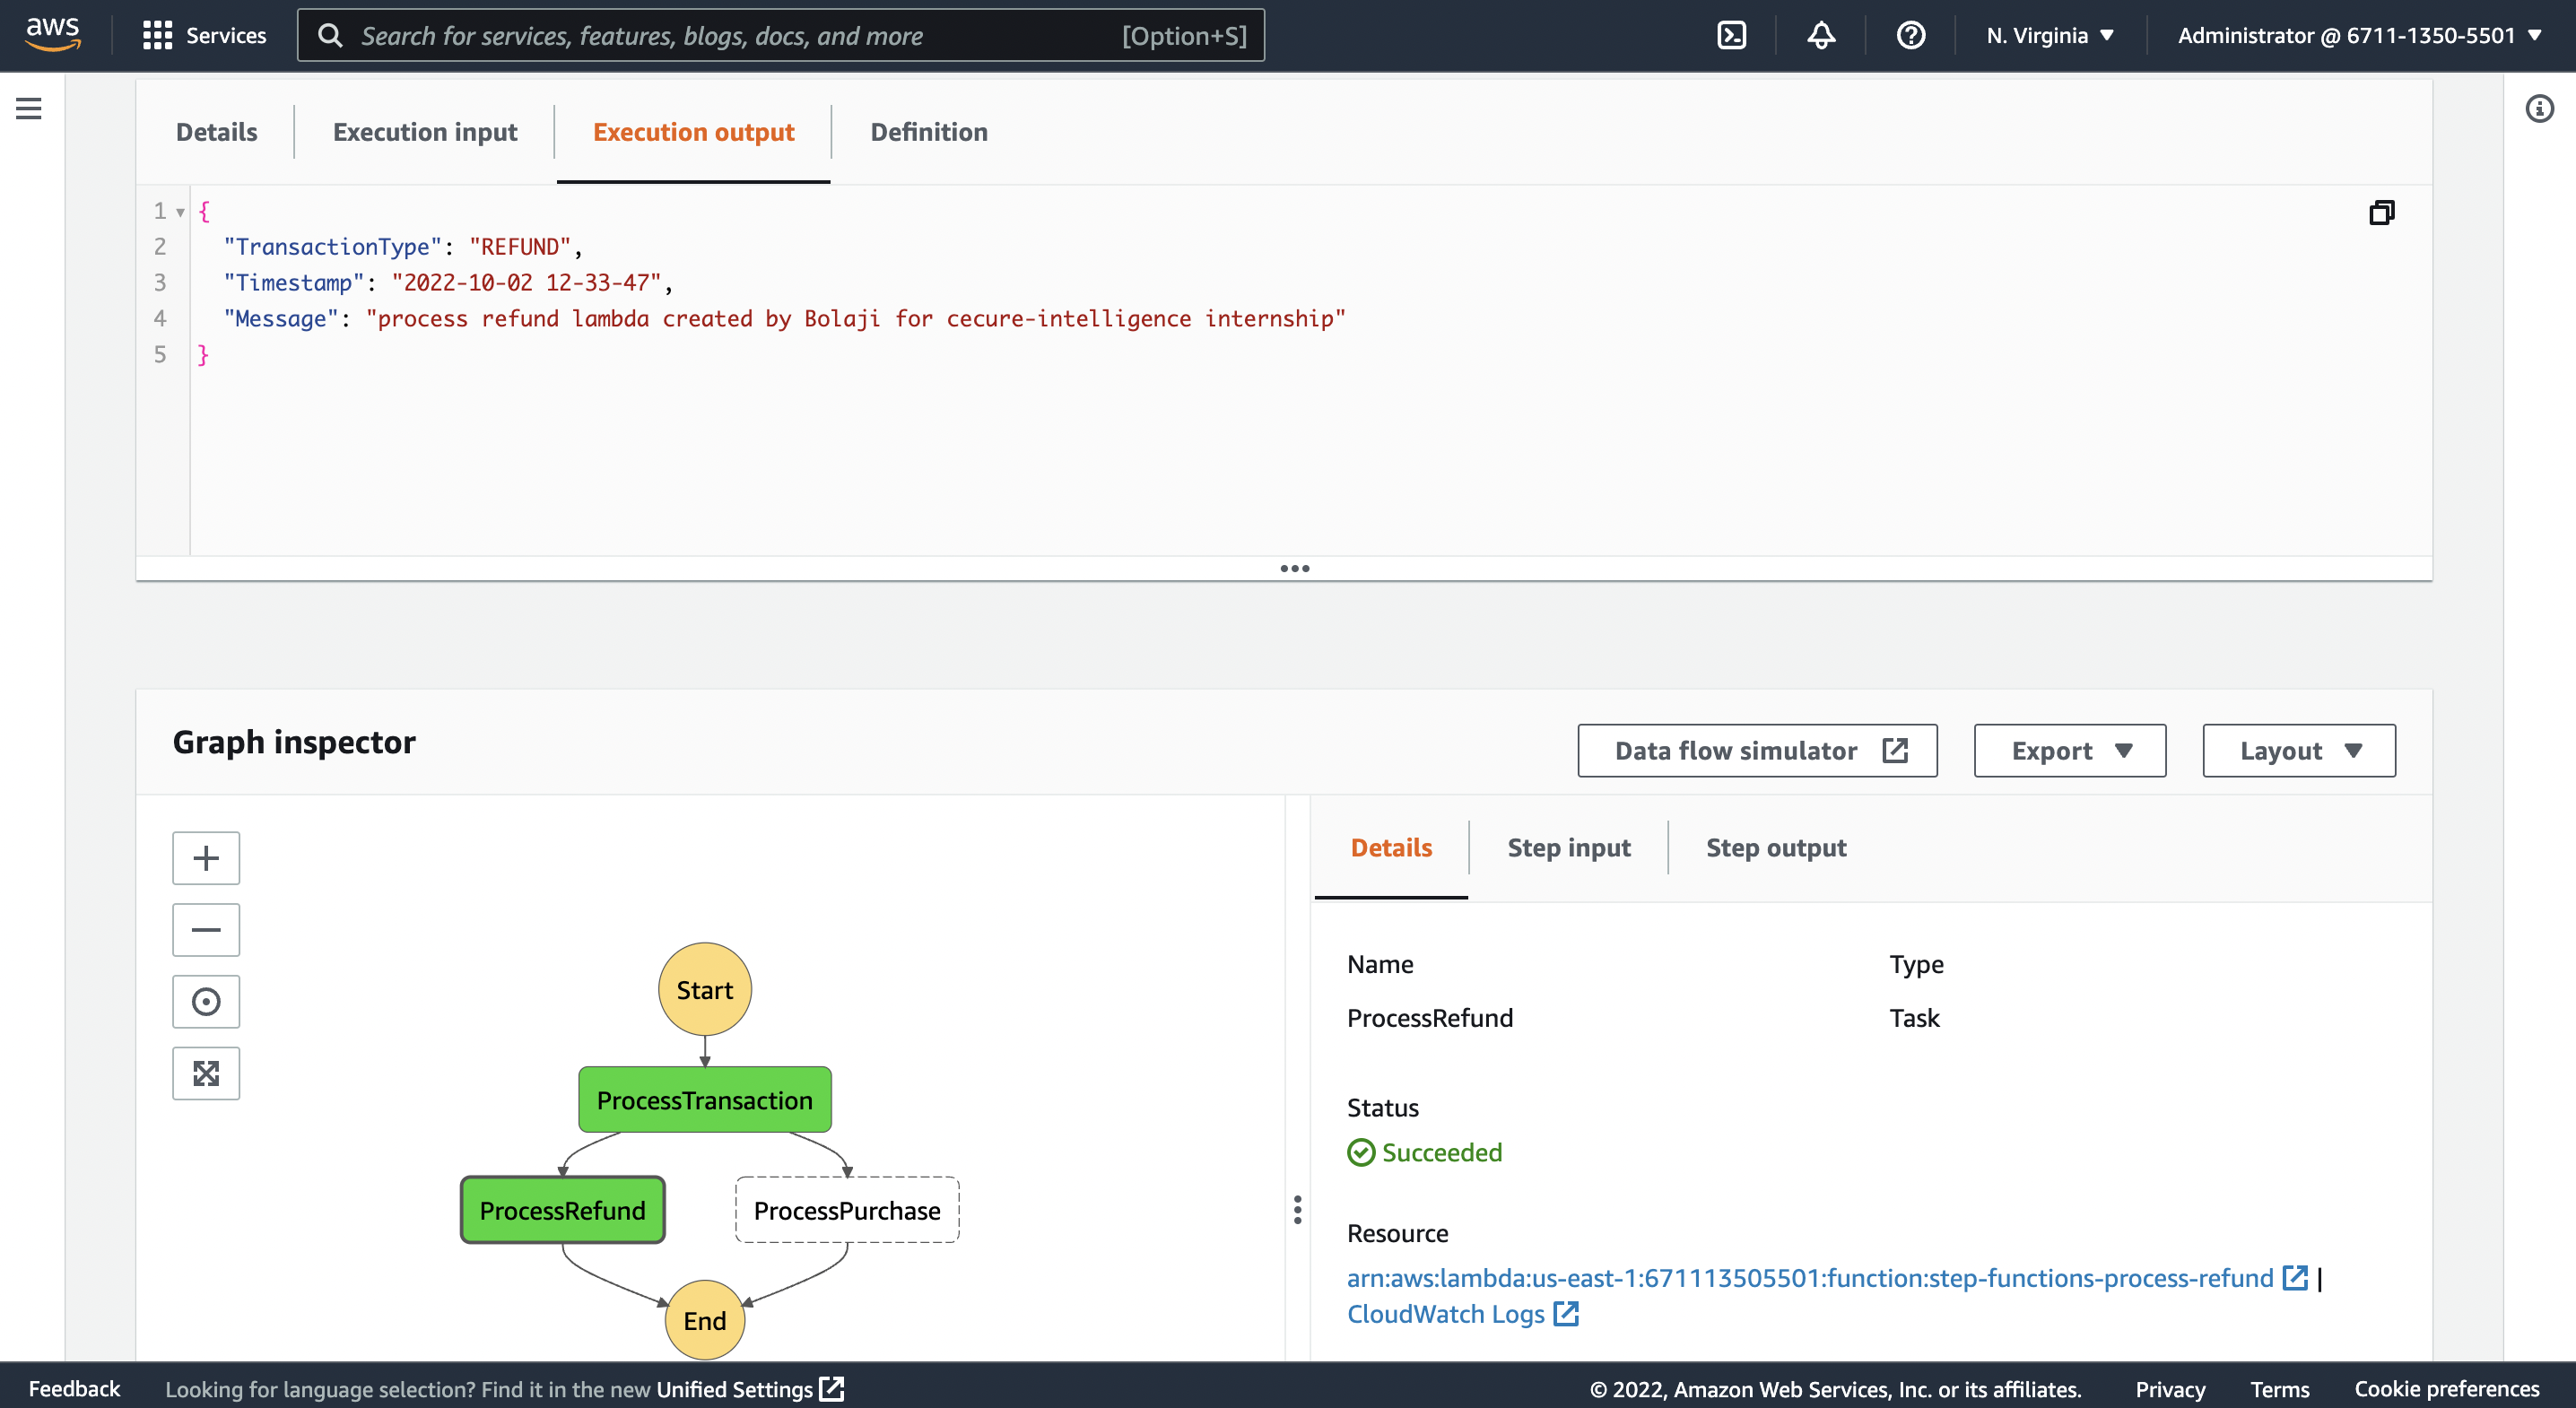 aws Services Search for services, features, blogs, docs, and more [Option+S] N. Virginia Administrator @ 6711-1350-5501
Details Execution input Execution output Definition
1 {
2 "TransactionType": "REFUND",
3 "Timestamp": "2022-10-02 12-33-47",
4 "Message": "process refund lambda created by Bolaji for cecure-intelligence internship"
5 }
Graph inspector Data flow simulator Export Layout
Details Step input Step output
Start
ProcessTransaction
ProcessRefund ProcessPurchase
End
Name Type
ProcessRefund Task
Status
Succeeded
Resource
arn:aws:lambda:us-east-1:671113505501:function:step-functions-process-refund |
CloudWatch Logs
Feedback Looking for language selection? Find it in the new Unified Settings © 2022, Amazon Web Services, Inc. or its affiliates. Privacy Terms Cookie preferences